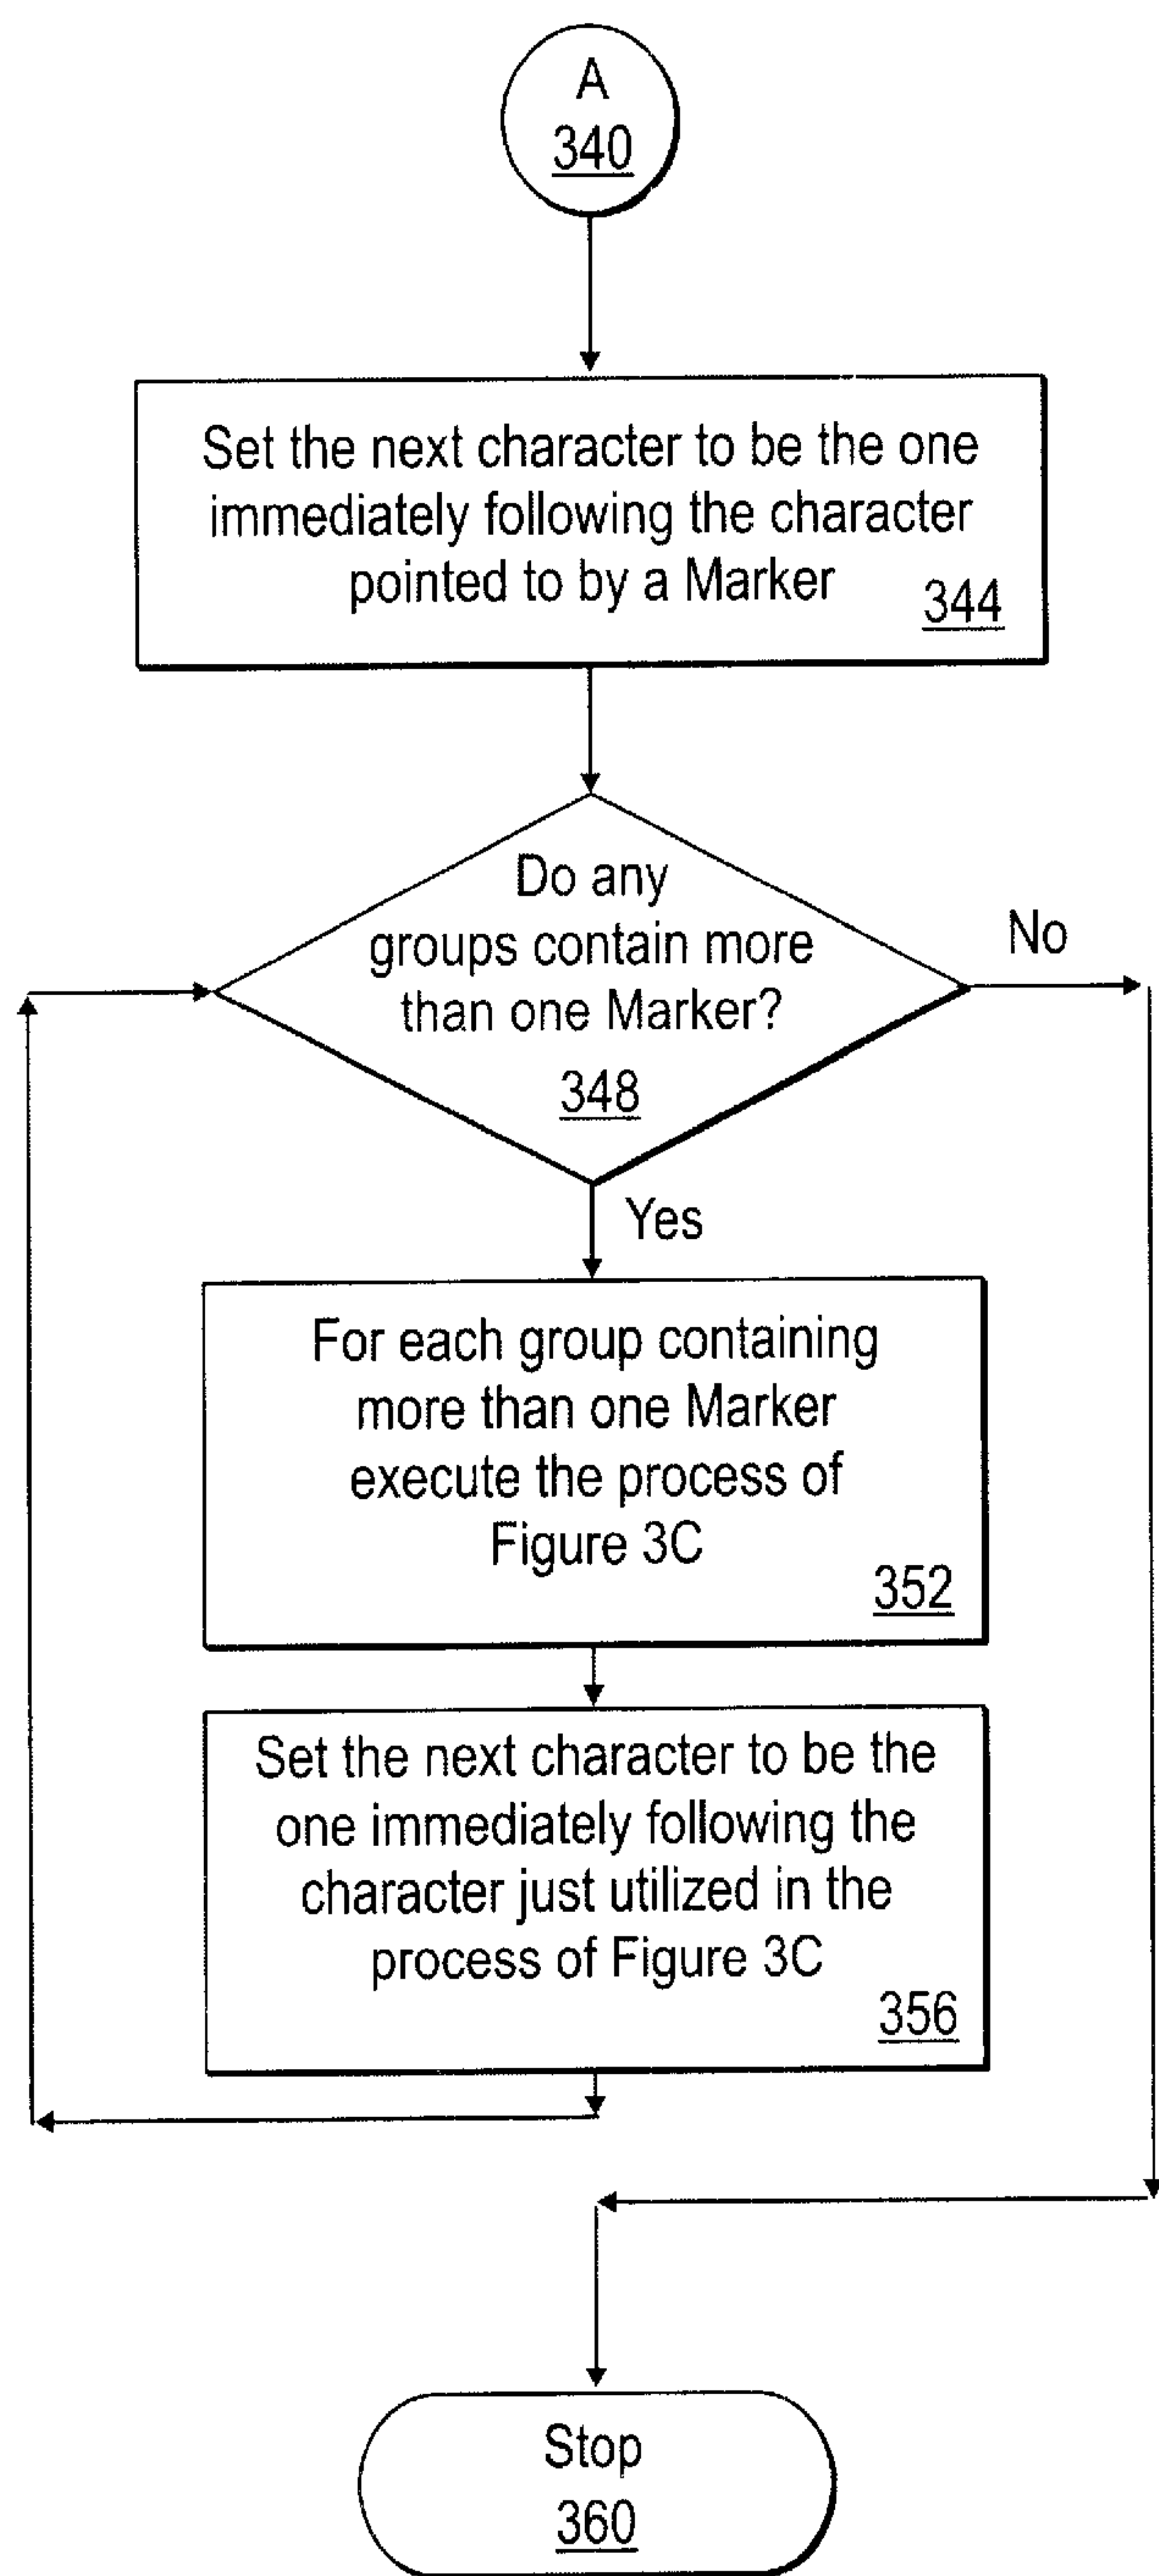 A
340
Set the next character to be the one
immediately following the character
pointed to by a Marker
344
Do any
groups contain more
than one Marker?
348
No
Yes
For each group containing
more than one Marker
execute the process of
Figure 3C
352
Set the next character to be the
one immediately following the
character just utilized in the
process of Figure 3C
356
Stop
360